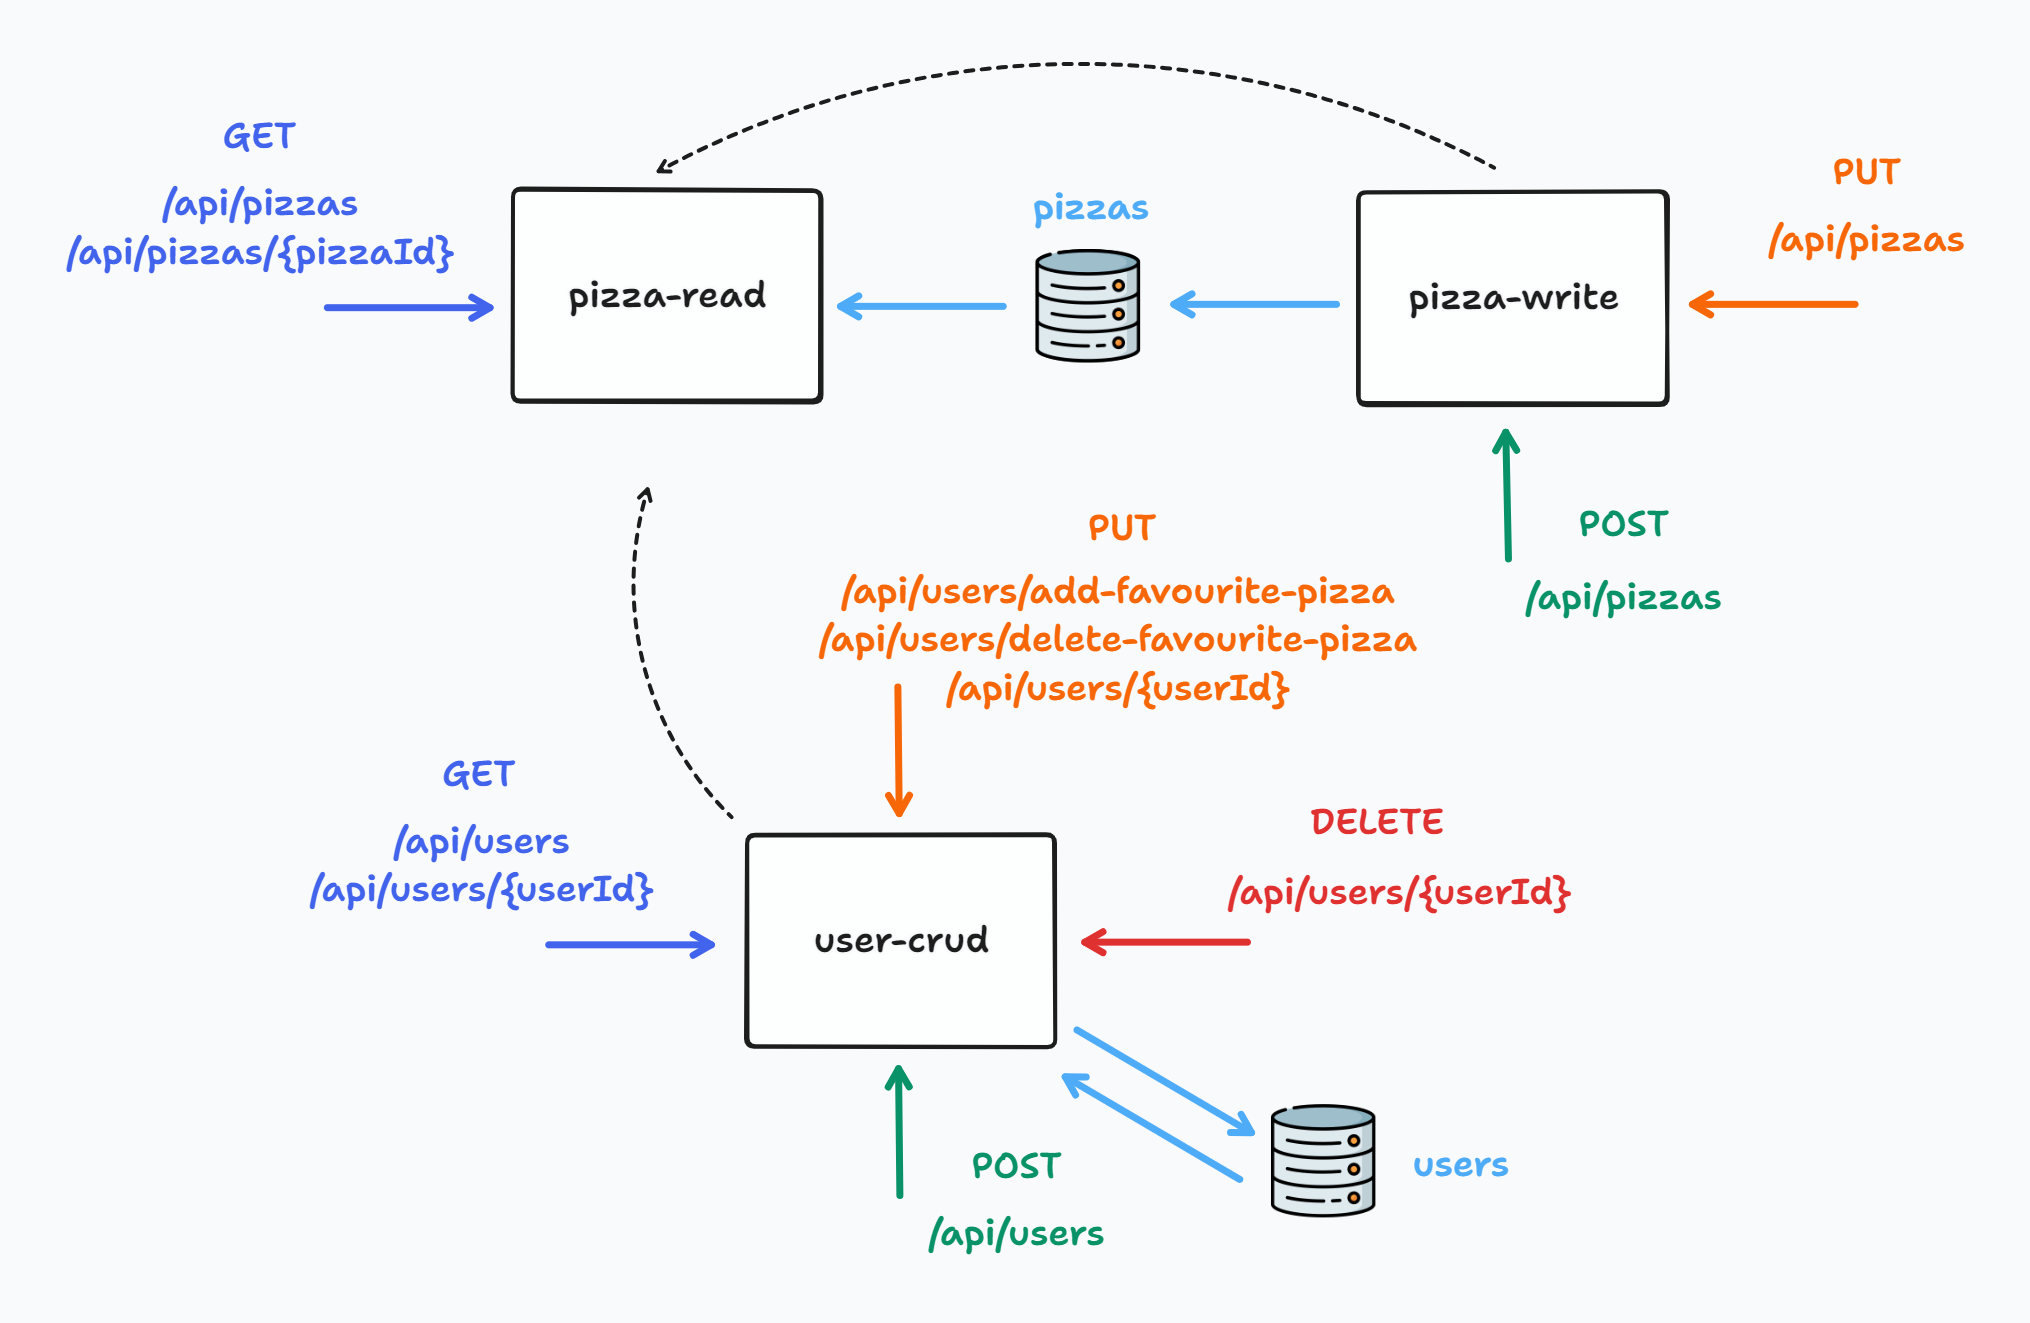 GET
/api/pizzas
/api/pizzas/{pizzaId}
pizza-read
pizzas
pizza-write
PUT
/api/pizzas
POST
/api/pizzas
PUT
/api/users/add-favourite-pizza
/api/users/delete-favourite-pizza
/api/users/{userId}
GET
/api/users
/api/users/{userId}
user-crud
DELETE
/api/users/{userId}
POST
/api/users
users